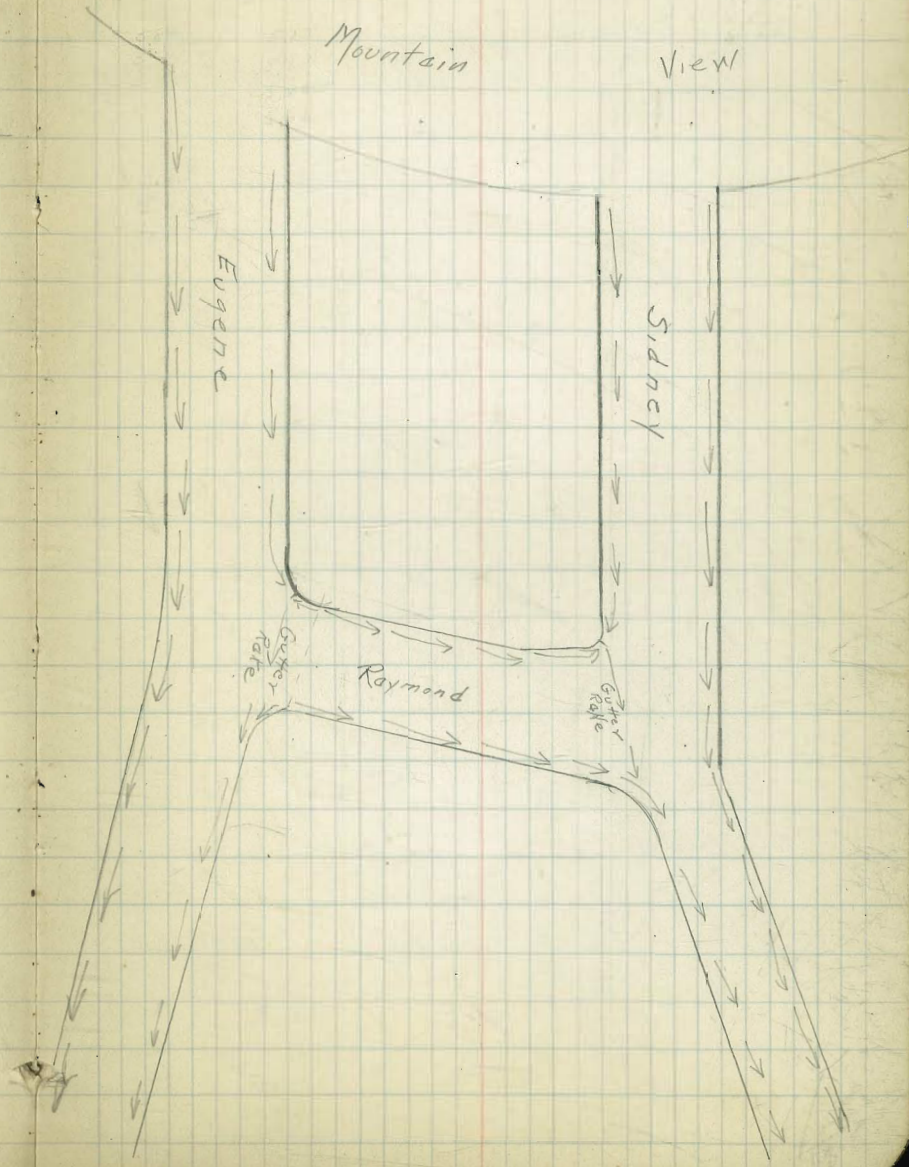 Mountain View
Eugene
Sidney
Gutter
Rake
Raymond
Gutter
Rake